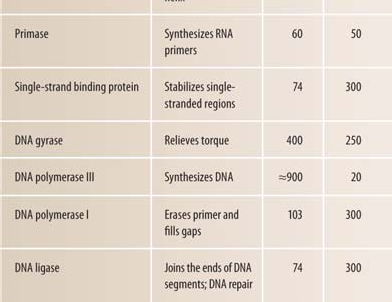 Primase Synthesizes RNA 60 50
primers
Single-strand binding protein Stabilizes single- 74 300
stranded regions
DNA gyrase Relieves torque 400 250
DNA polymerase III Synthesizes DNA ≈900 20
DNA polymerase I Erases primer and 103 300
fills gaps
DNA ligase Joins the ends of DNA 74 300
segments; DNA repair